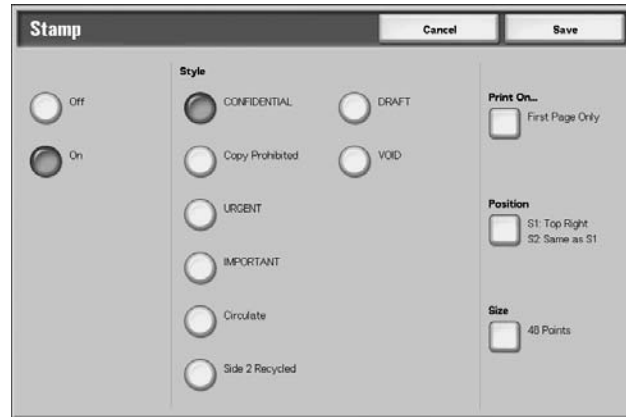 Stamp
Cancel
Save
Off
On
Style
CONFIDENTIAL
Copy Prohibited
URGENT
IMPORTANT
Circulate
Side 2 Recycled
DRAFT
VOID
Print On...
First Page Only
Position
S1: Top Right
S2: Same as S1
Size
48 Points